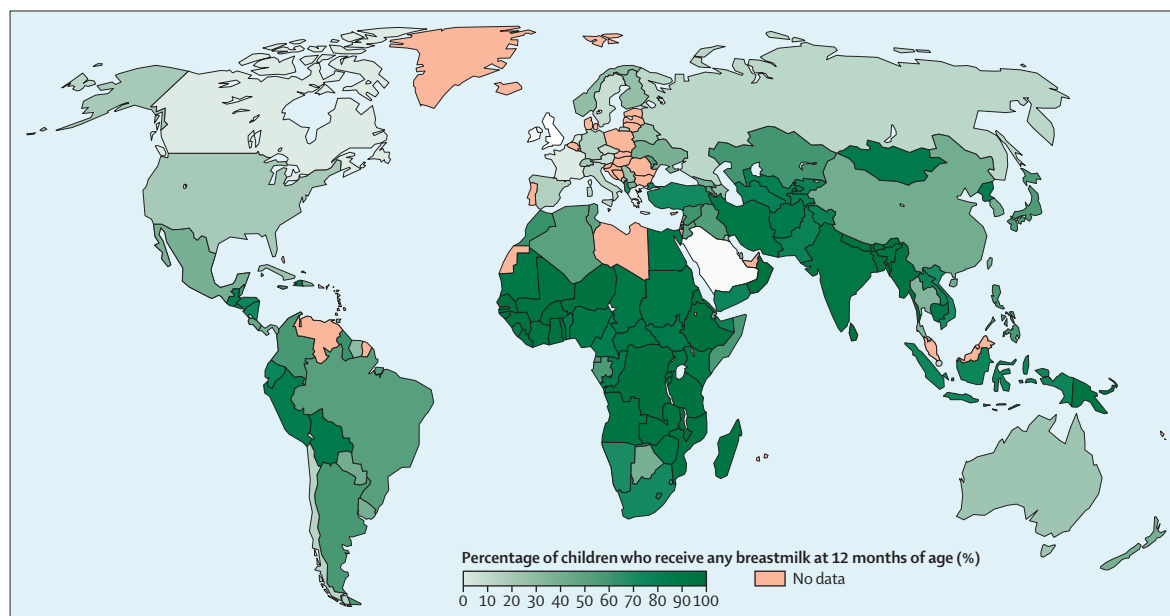 Percentage of children who receive any breastmilk at 12 months of age (%)
No data
0 10 20 30 40 50 60 70 80 90 100